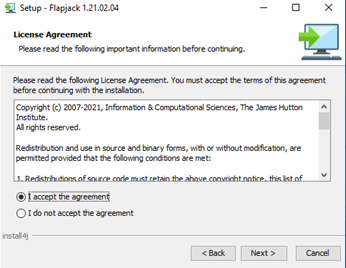 Setup - Flapjack 1.21.02.04
License Agreement
Please read the following important information before continuing.
Please read the following License Agreement. You must accept the terms of this agreement
before continuing with the installation.
Copyright (c) 2007-2021, Information & Computational Sciences, The James Hutton
Institute.
All rights reserved.
Redistribution and use in source and binary forms, with or without modification, are
permitted provided that the following conditions are met:
1. Redistributions of source code must retain the above copyright notice, this list of
I accept the agreement
I do not accept the agreement
install4j
< Back
Next >
Cancel